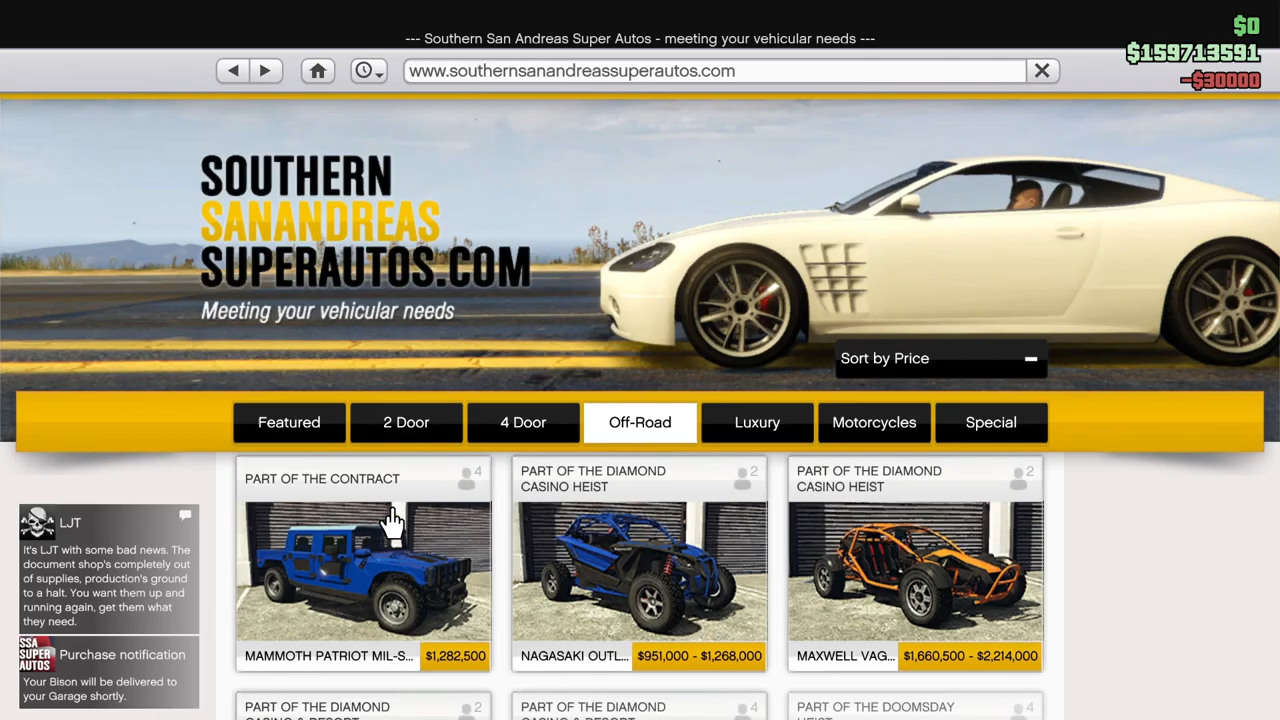 --- Southern San Andreas Super Autos - meeting your vehicular needs ---
$0
$159713591
-$30000
www.southernsanandreassuperautos.com
SOUTHERN
SANANDREAS
SUPERAUTOS.COM
Meeting your vehicular needs
Sort by Price
Featured
2 Door
4 Door
Off-Road
Luxury
Motorcycles
Special
PART OF THE CONTRACT
4
PART OF THE DIAMOND
CASINO HEIST
2
PART OF THE DIAMOND
CASINO HEIST
2
MAMMOTH PATRIOT MIL-S...
$1,282,500
NAGASAKI OUTL...
$951,000 - $1,268,000
MAXWELL VAG...
$1,660,500 - $2,214,000
PART OF THE DIAMOND
CASINO & RESORT
2
PART OF THE DIAMOND
CASINO & RESORT
4
PART OF THE DOOMSDAY
HEIST
4
LJT
It's LJT with some bad news. The
document shop's completely out
of supplies, production's ground
to a halt. You want them up and
running again, get them what
they need.
SSA
SUPER
AUTOS
Purchase notification
Your Bison will be delivered to
your Garage shortly.